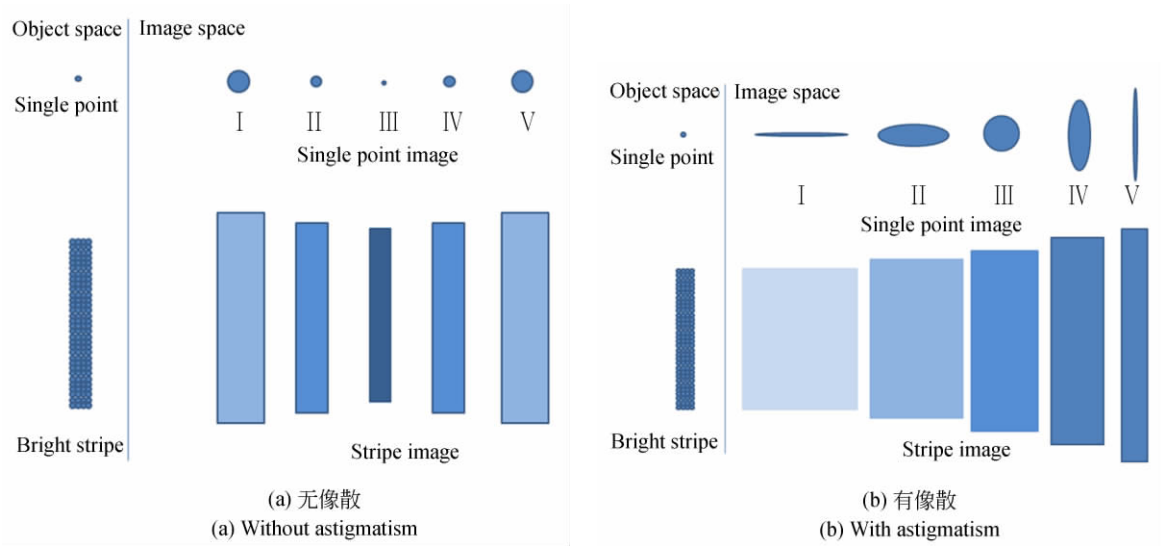 Object space
Image space
Single point
Ⅰ Ⅱ Ⅲ Ⅳ Ⅴ
Single point image
Bright stripe
Stripe image
(a) 无像散
(a) Without astigmatism
Object space
Image space
Single point
Ⅰ Ⅱ Ⅲ Ⅳ Ⅴ
Single point image
Bright stripe
Stripe image
(b) 有像散
(b) With astigmatism